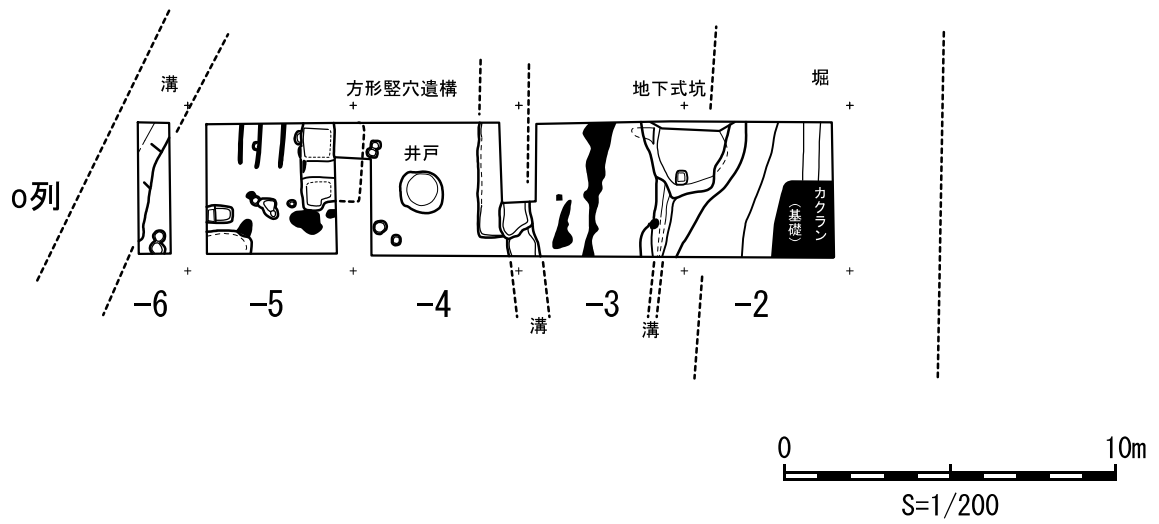 溝
方形竪穴遺構
地下式坑
堀
井戸
o列
カクラン
（基礎）
-6
-5
-4
-3
-2
溝
溝
0
10m
S=1/200